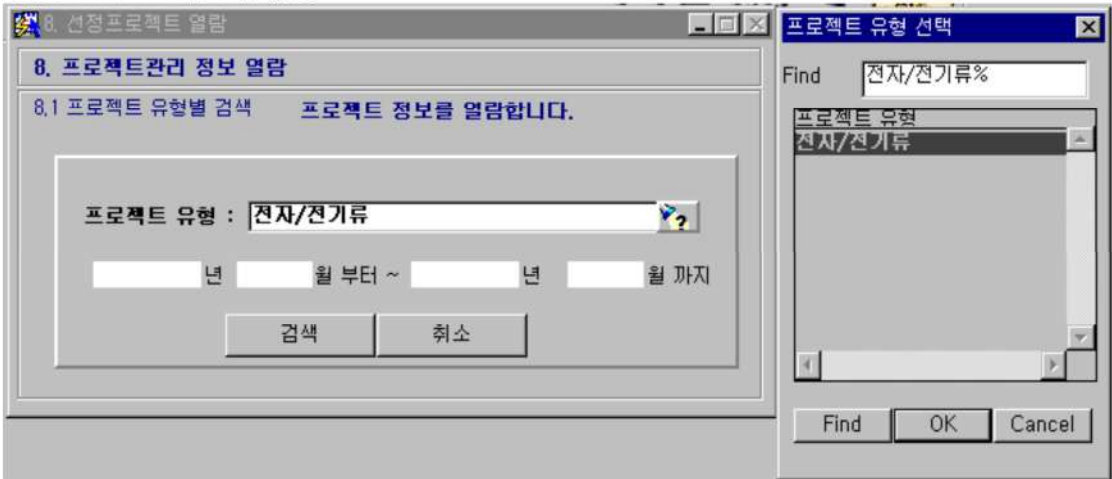 8. 선정프로젝트 열람
8. 프로젝트관리 정보 열람
8.1 프로젝트 유형별 검색 프로젝트 정보를 열람합니다.
프로젝트 유형 : 전자/전기류
년 월 부터 ~ 년 월 까지
검색 취소
프로젝트 유형 선택
Find 전자/전기류%
프로젝트 유형
전자/전기류
Find OK Cancel